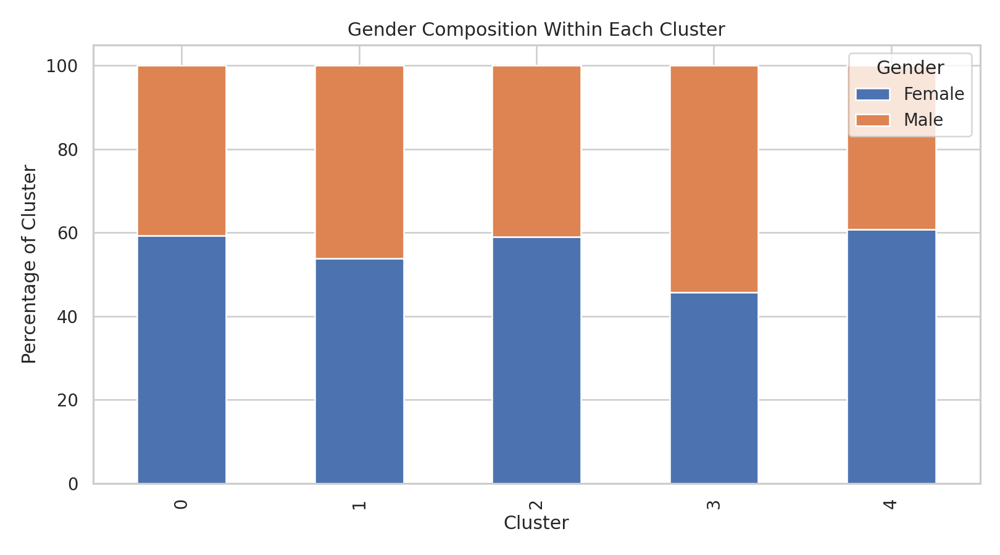 Gender Composition Within Each Cluster
Percentage of Cluster
100
80
60
40
20
0
Gender
Female
Male
0
1
2
3
4
Cluster